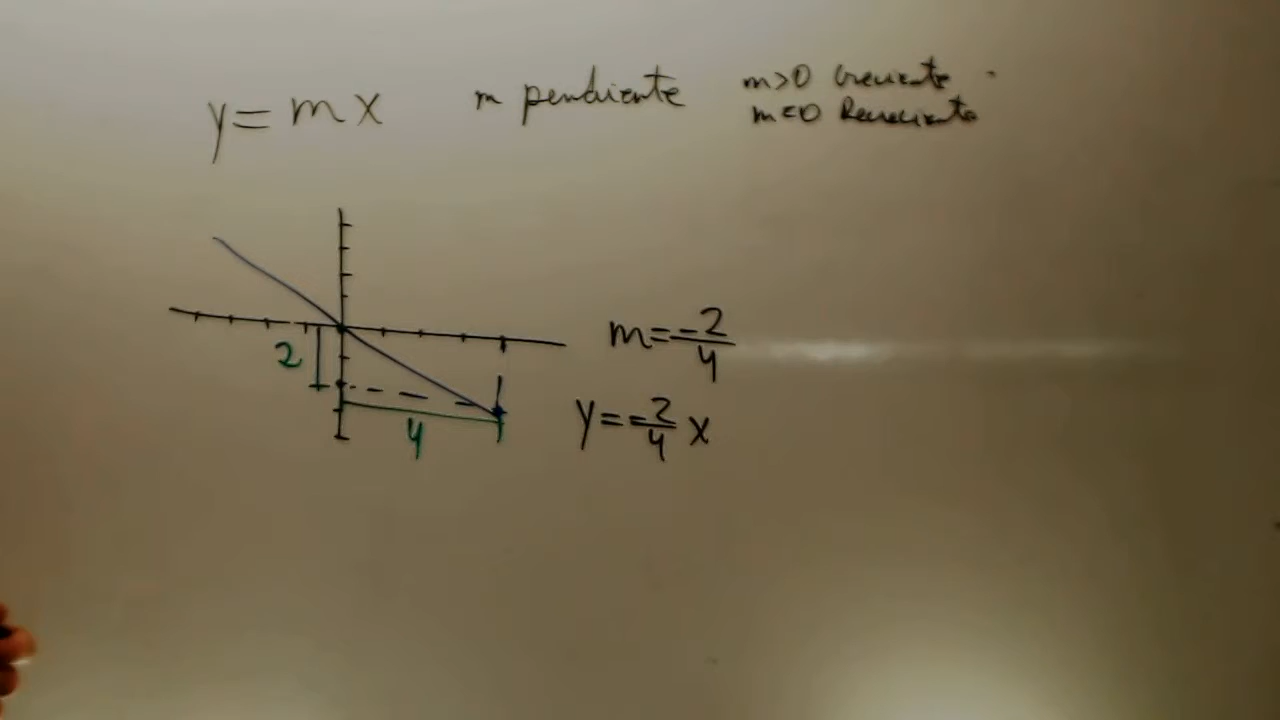 y = mx
m pendiente
m>0 Creciente
m<0 Decreciente
2
4
m = -2/4
y = -2/4 x